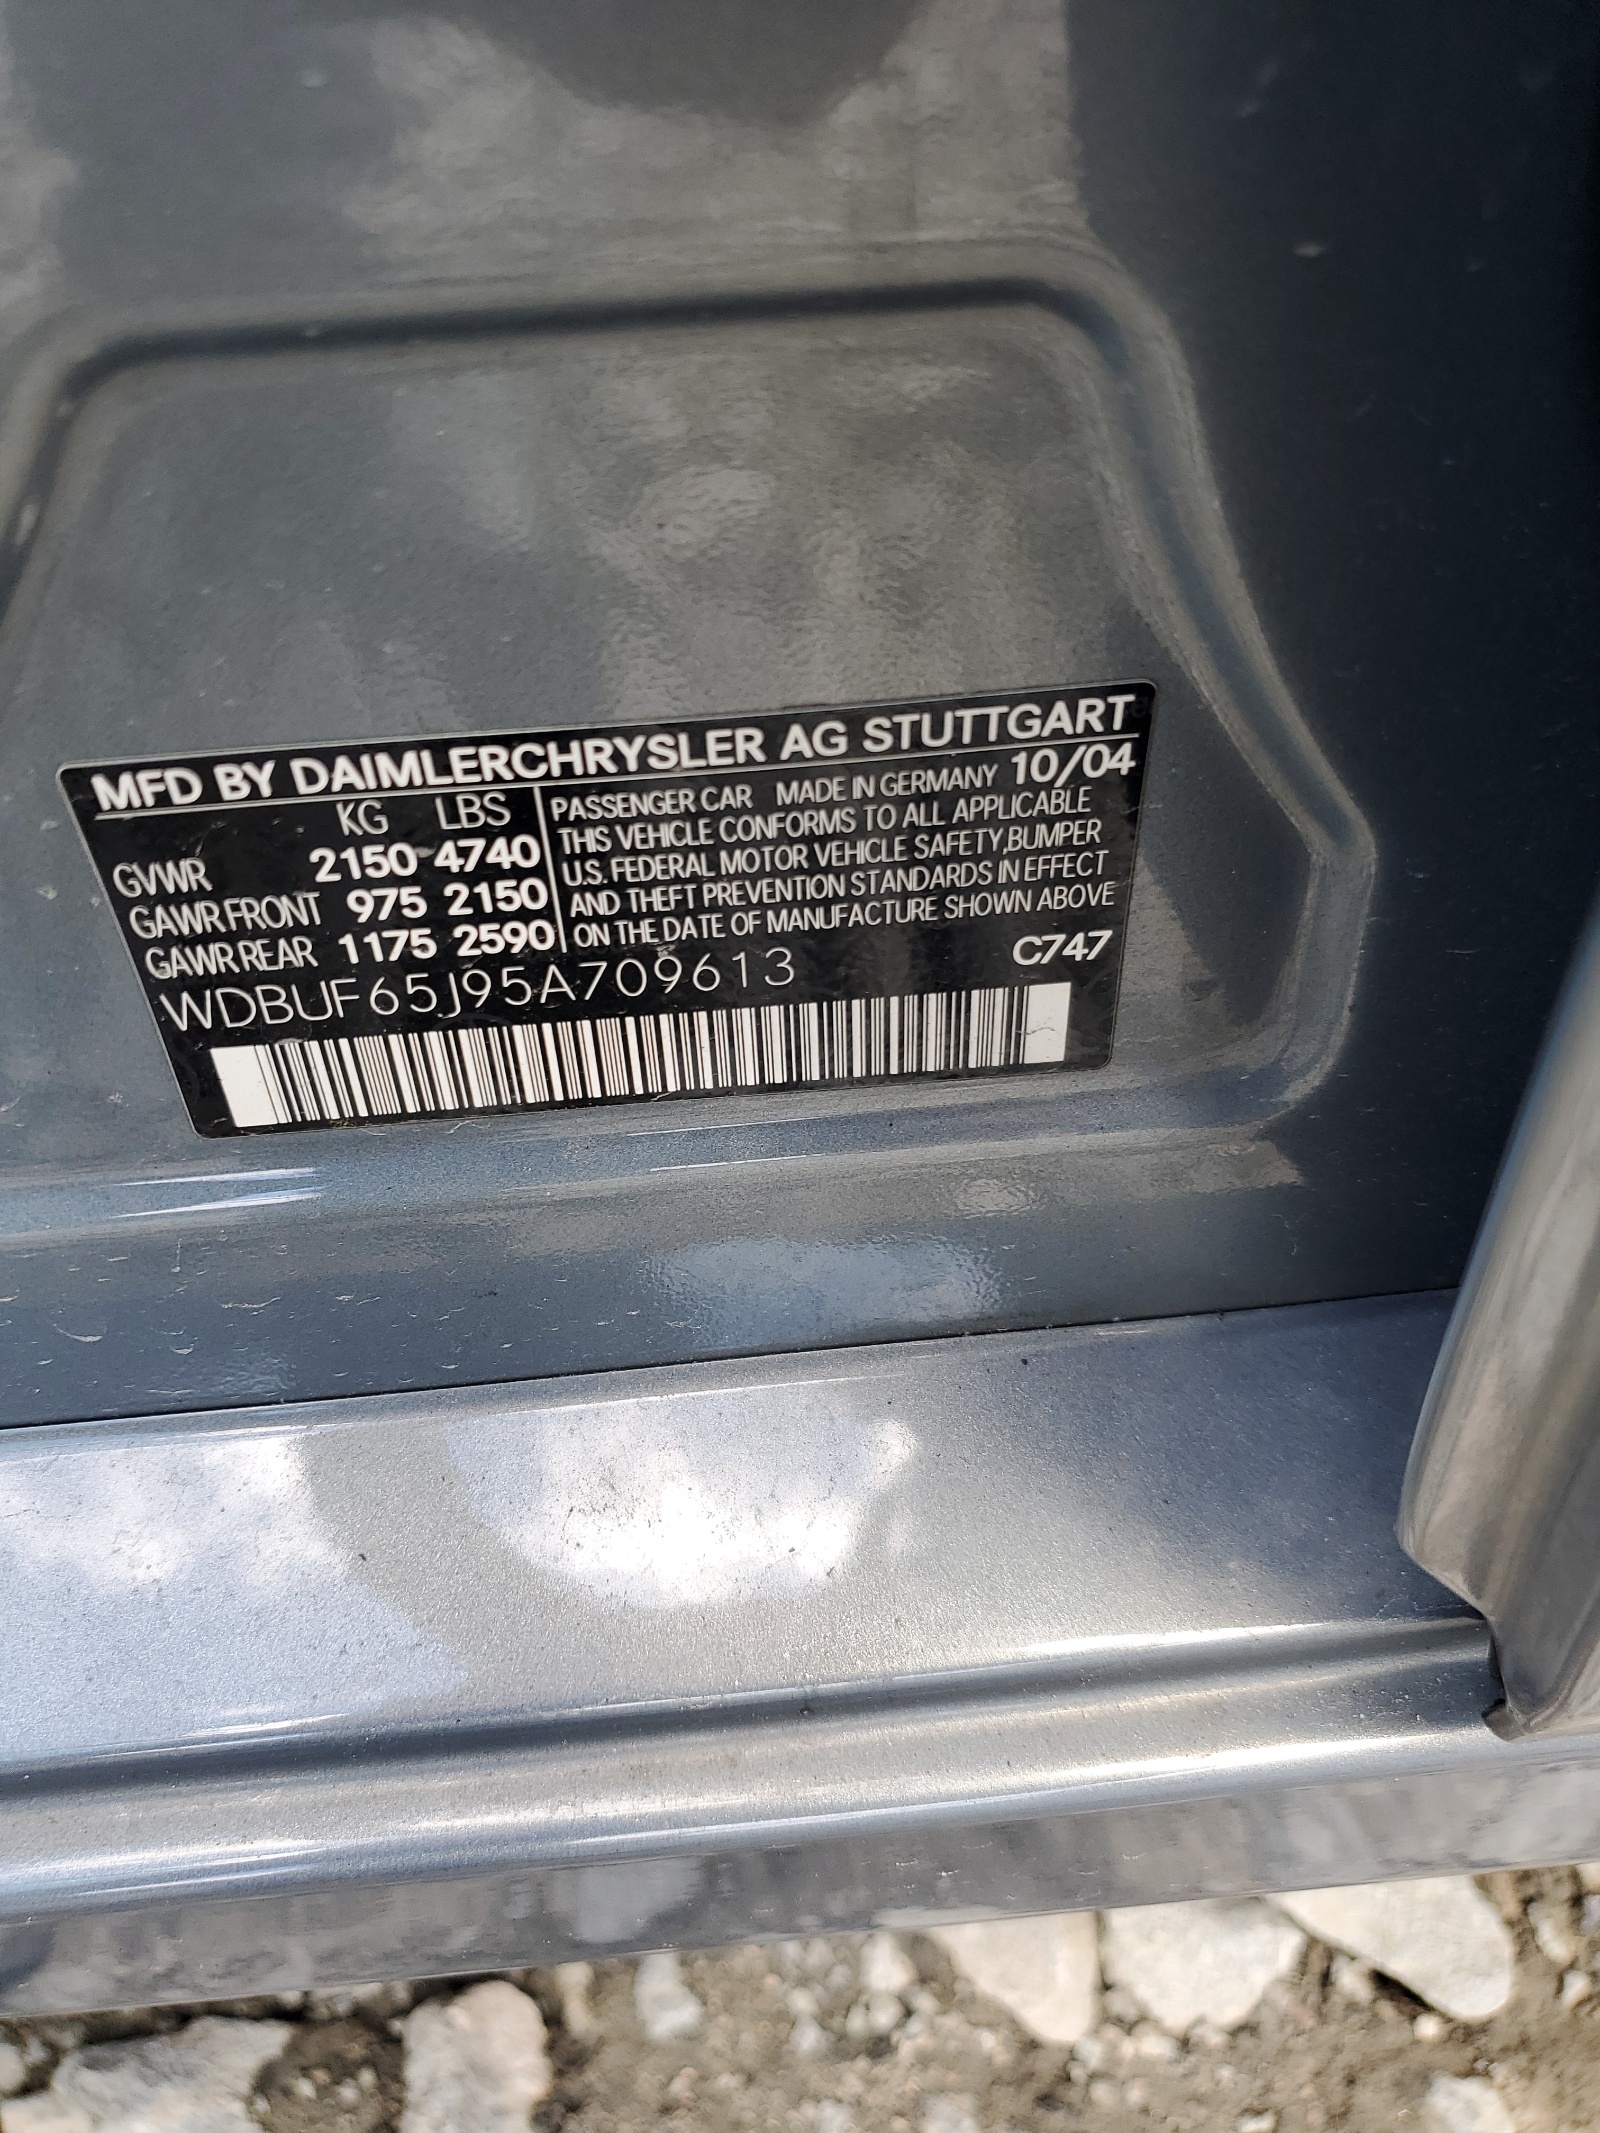 MFD BY DAIMLERCHRYSLER AG STUTTGART
KG LBS
GVWR 2150 4740
GAWR FRONT 975 2150
GAWR REAR 1175 2590
PASSENGER CAR MADE IN GERMANY 10/04
THIS VEHICLE CONFORMS TO ALL APPLICABLE
U.S. FEDERAL MOTOR VEHICLE SAFETY,BUMPER
AND THEFT PREVENTION STANDARDS IN EFFECT
ON THE DATE OF MANUFACTURE SHOWN ABOVE
WDBUF65J95A709613
C747